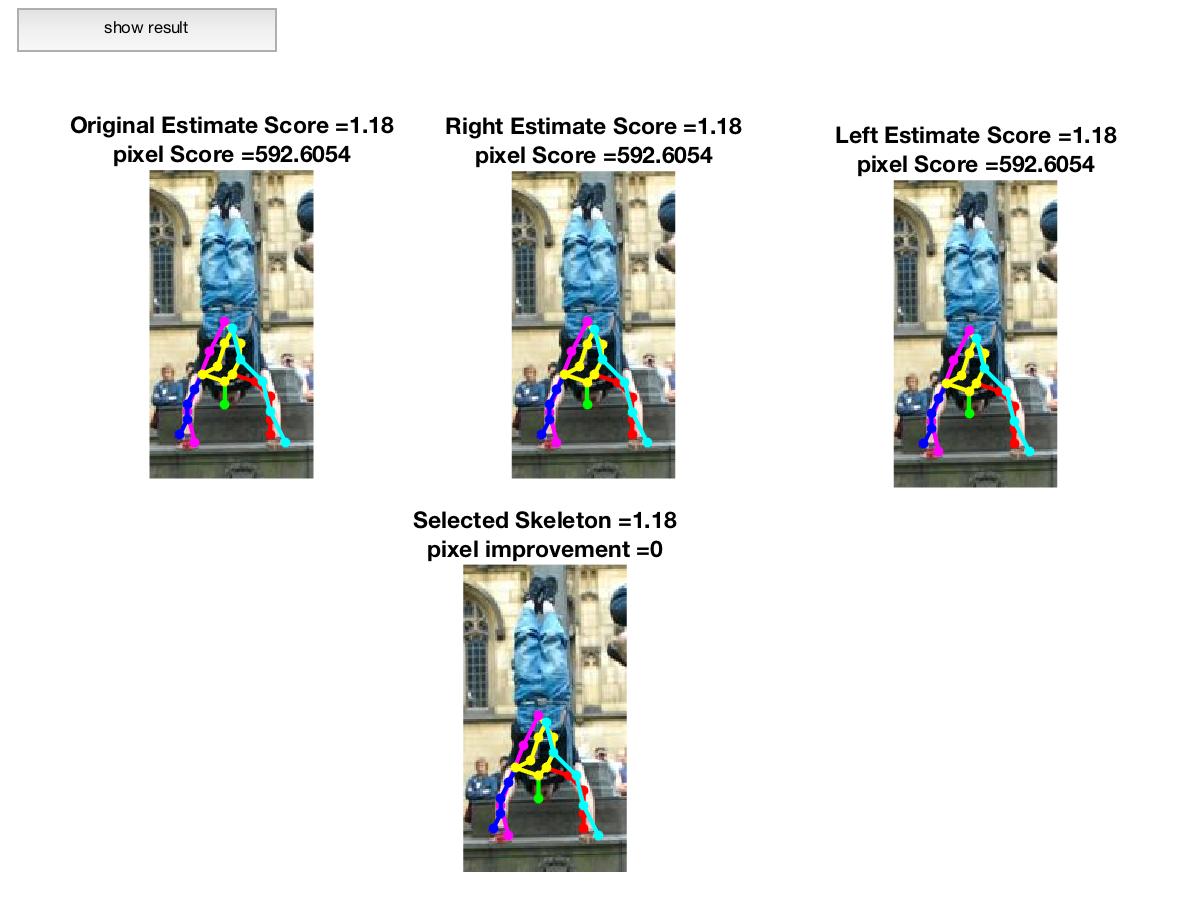 show result
Original Estimate Score =1.18
pixel Score =592.6054
Right Estimate Score =1.18
pixel Score =592.6054
Left Estimate Score =1.18
pixel Score =592.6054
Selected Skeleton =1.18
pixel improvement =0